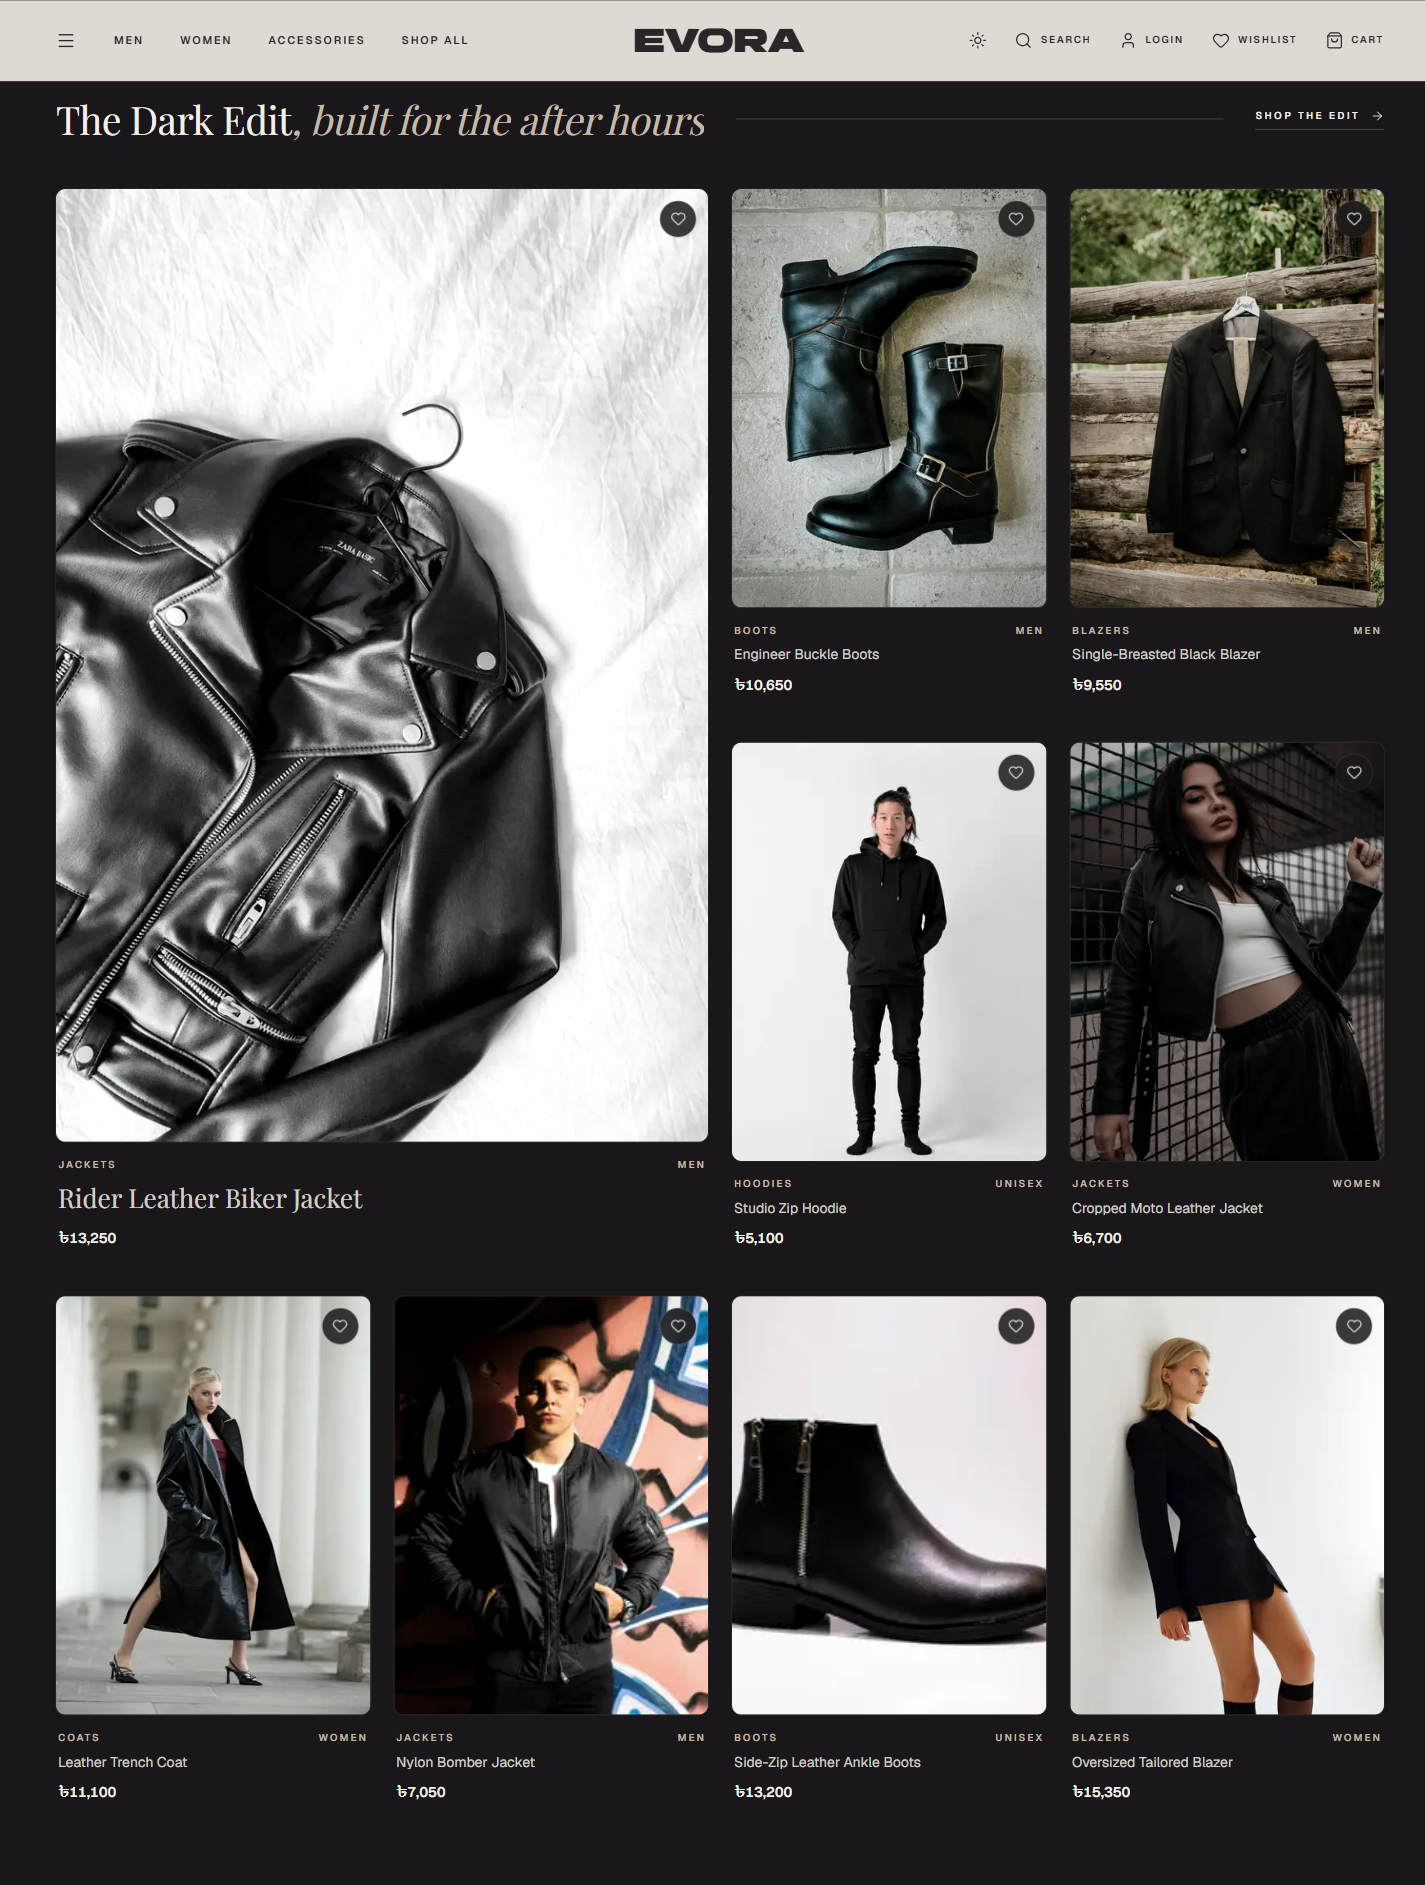 MEN WOMEN ACCESSORIES SHOP ALL EVORA SEARCH LOGIN WISHLIST CART
The Dark Edit, built for the after hours SHOP THE EDIT →
ZARA BASIC
JACKETS MEN
Rider Leather Biker Jacket
৳13,250
BOOTS MEN
Engineer Buckle Boots
৳10,650
BLAZERS MEN
Single-Breasted Black Blazer
৳9,550
HOODIES UNISEX
Studio Zip Hoodie
৳5,100
JACKETS WOMEN
Cropped Moto Leather Jacket
৳6,700
COATS WOMEN
Leather Trench Coat
৳11,100
JACKETS MEN
Nylon Bomber Jacket
৳7,050
BOOTS UNISEX
Side-Zip Leather Ankle Boots
৳13,200
BLAZERS WOMEN
Oversized Tailored Blazer
৳15,350